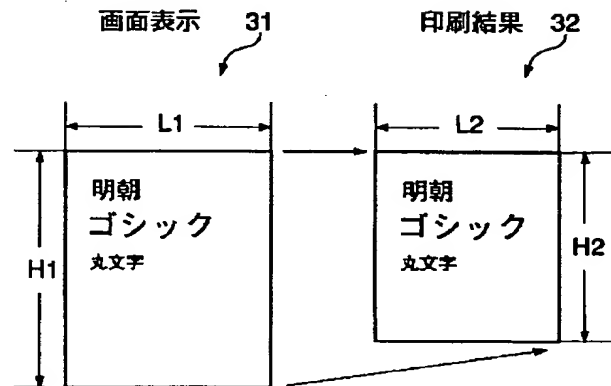 画面表示 31
印刷結果 32
L1
L2
H1
明朝
ゴシック
丸文字
明朝
ゴシック
丸文字
H2